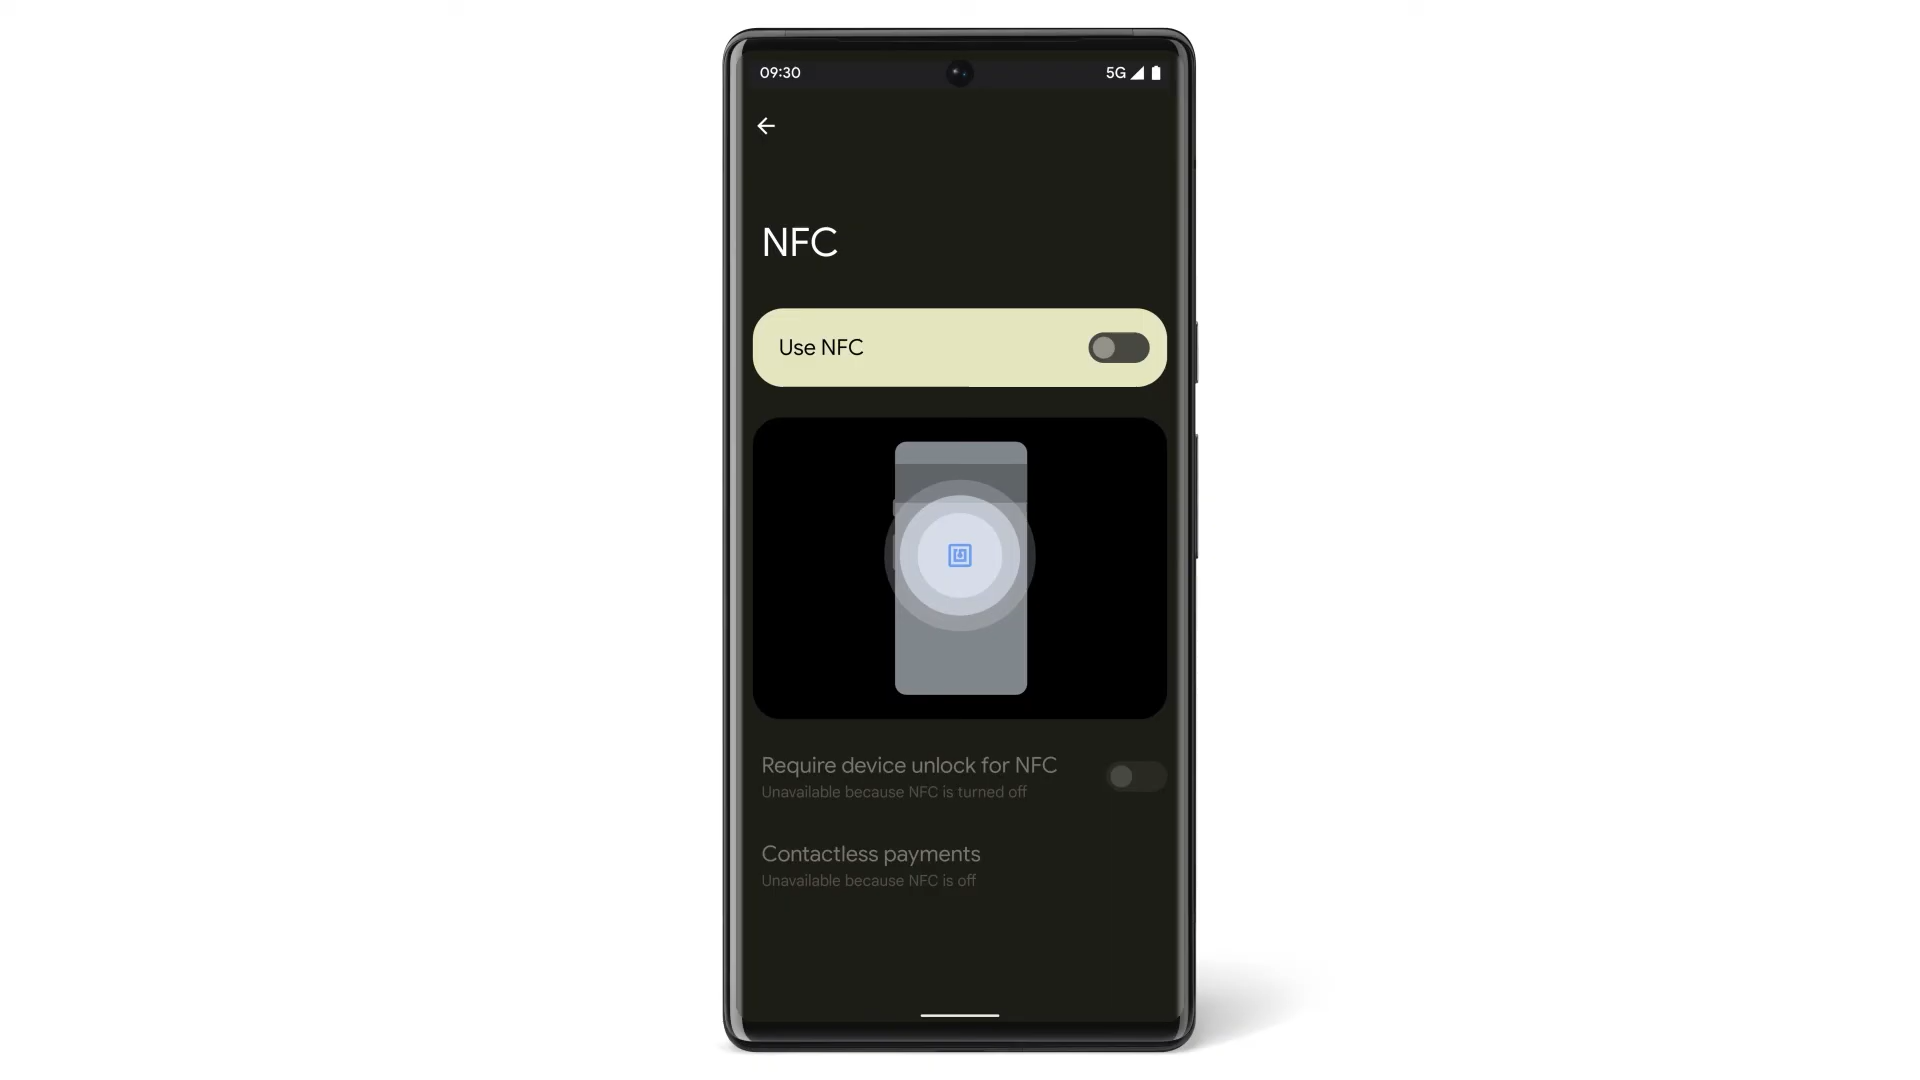 09:30
5G
NFC
Use NFC
Require device unlock for NFC
Unavailable because NFC is turned off
Contactless payments
Unavailable because NFC is off